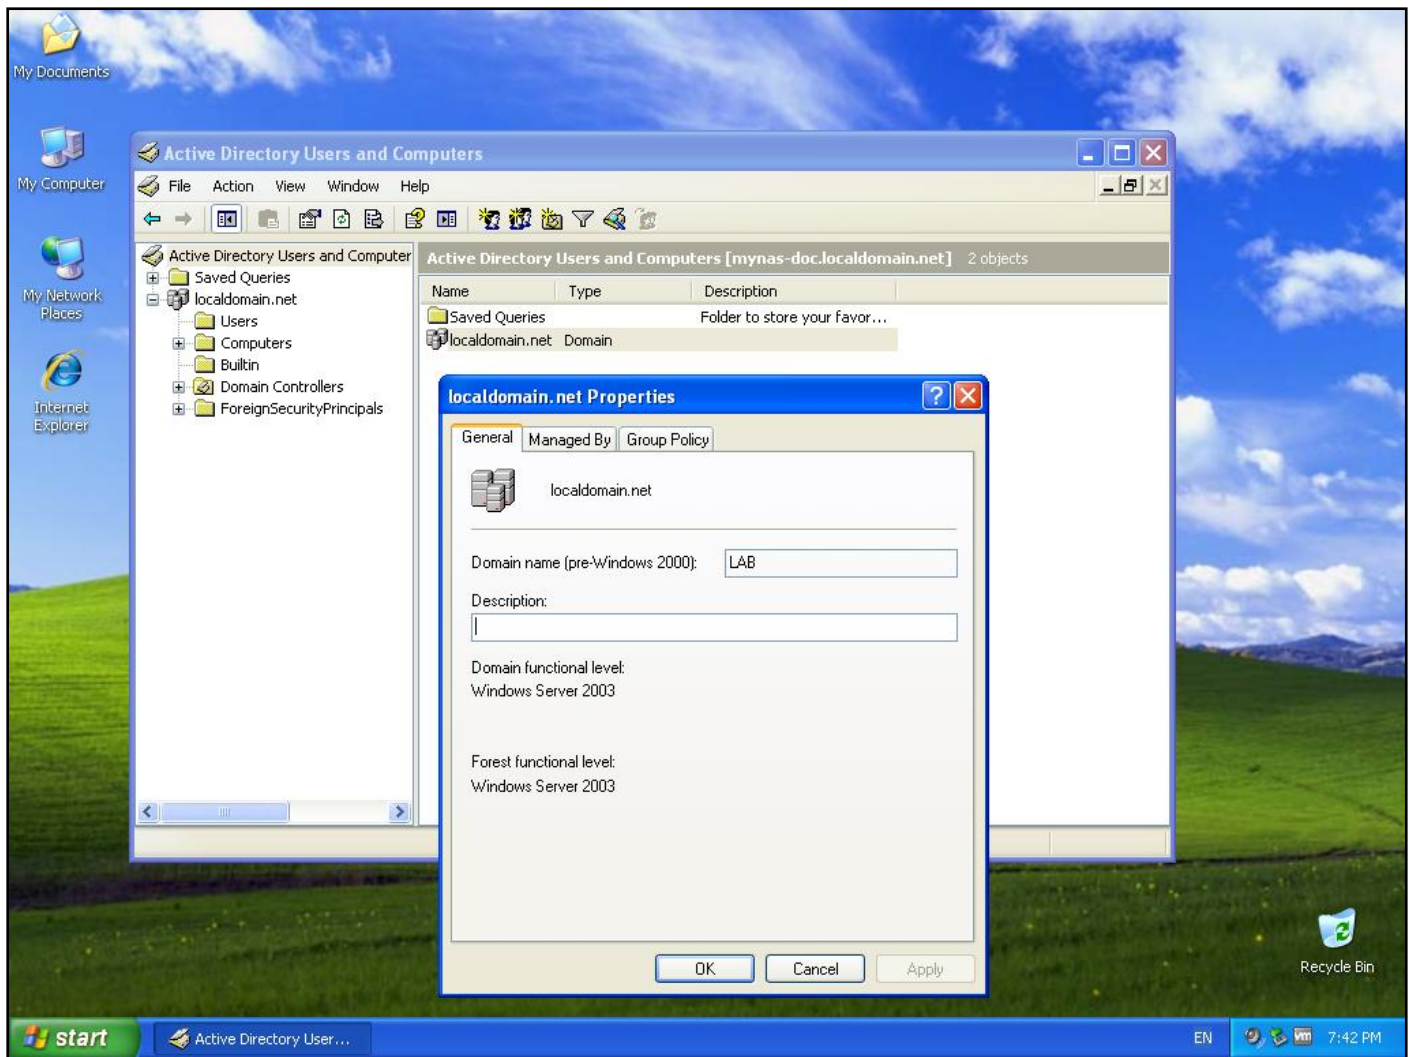 My Documents
My Computer
My Network
Places
Internet
Explorer
Active Directory Users and Computers
File Action View Window Help
Active Directory Users and Computer
Saved Queries
localdomain.net
Users
Computers
Builtin
Domain Controllers
ForeignSecurityPrincipals
Active Directory Users and Computers [mynas-doc.localdomain.net] 2 objects
Name Type Description
Saved Queries Folder to store your favor...
localdomain.net Domain
localdomain.net Properties
General Managed By Group Policy
localdomain.net
Domain name (pre-Windows 2000): LAB
Description:
Domain functional level:
Windows Server 2003
Forest functional level:
Windows Server 2003
OK Cancel Apply
Recycle Bin
start Active Directory User... EN vm 7:42 PM